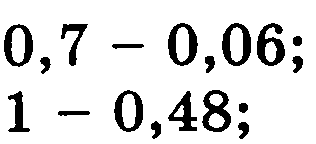 0,7 – 0,06;
1 – 0,48;